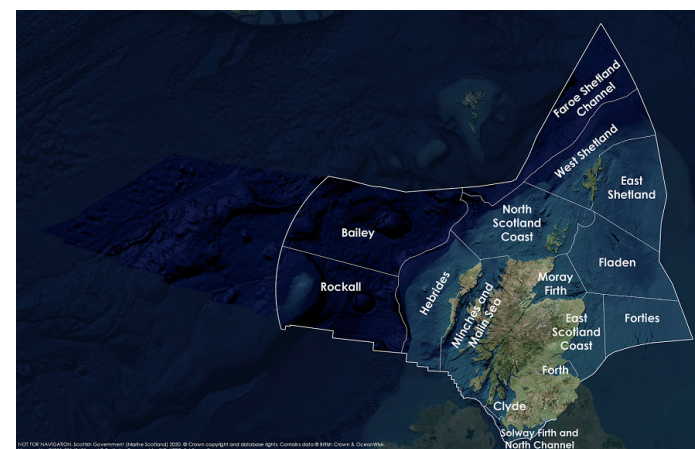 Faroe Shetland
Channel
West Shetland
East
Shetland
North
Scotland
Coast
Bailey
Fladen
Hebrides
Minches and
Malin Sea
Moray
Firth
Rockall
East
Scotland
Coast
Forties
Forth
Clyde
Solway Firth and
North Channel
NOT FOR NAVIGATION. Scottish Government (Marine Scotland) 2020. © Crown copyright and database rights. Contains data © British Crown & OceanWise.